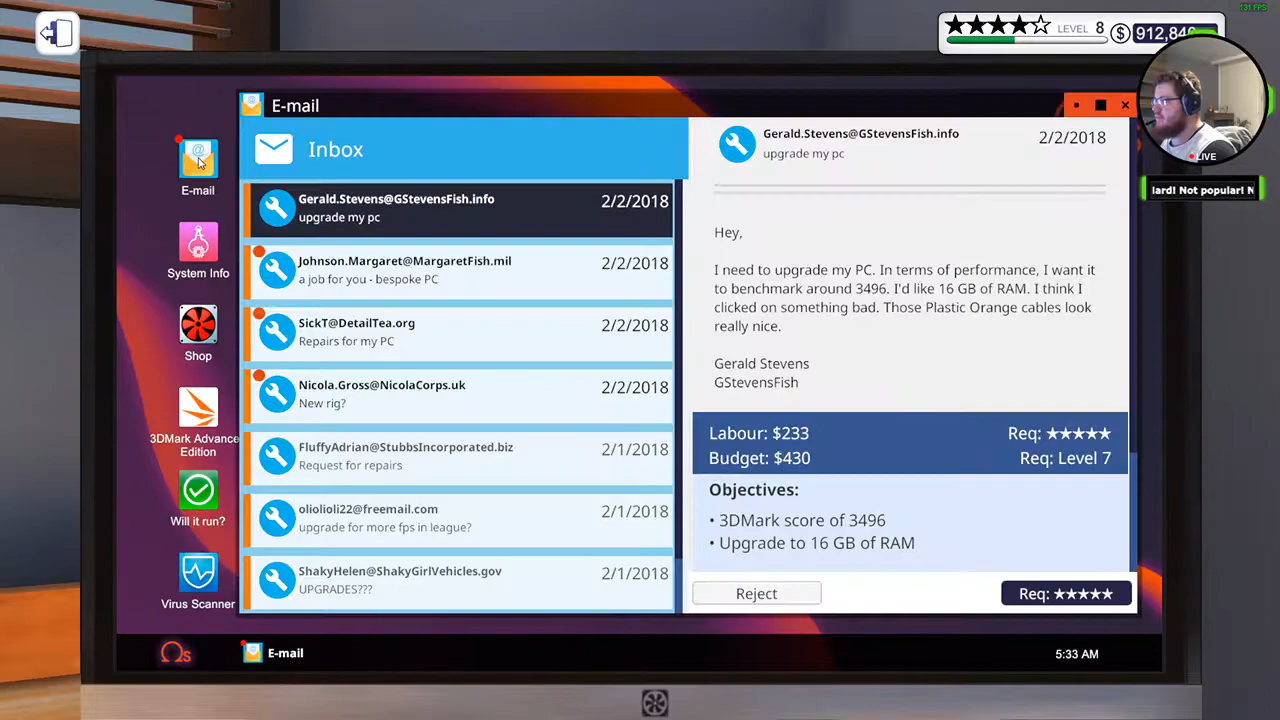 131 FPS
LEVEL 8
$ 912,84
LIVE
lard! Not popular! N
E-mail
System Info
Shop
3DMark Advance
Edition
Will it run?
Virus Scanner
E-mail
Inbox
Gerald.Stevens@GStevensFish.info 2/2/2018
upgrade my pc
Johnson.Margaret@MargaretFish.mil 2/2/2018
a job for you - bespoke PC
SickT@DetailTea.org 2/2/2018
Repairs for my PC
Nicola.Gross@NicolaCorps.uk 2/2/2018
New rig?
FluffyAdrian@StubbsIncorporated.biz 2/1/2018
Request for repairs
oliolioli22@freemail.com 2/1/2018
upgrade for more fps in league?
ShakyHelen@ShakyGirlVehicles.gov 2/1/2018
UPGRADES???
Gerald.Stevens@GStevensFish.info 2/2/2018
upgrade my pc
Hey,
I need to upgrade my PC. In terms of performance, I want it
to benchmark around 3496. I'd like 16 GB of RAM. I think I
clicked on something bad. Those Plastic Orange cables look
really nice.
Gerald Stevens
GStevensFish
Labour: $233 Req: ★★★★★
Budget: $430 Req: Level 7
Objectives:
• 3DMark score of 3496
• Upgrade to 16 GB of RAM
Reject
Req: ★★★★★
Ωs
E-mail
5:33 AM